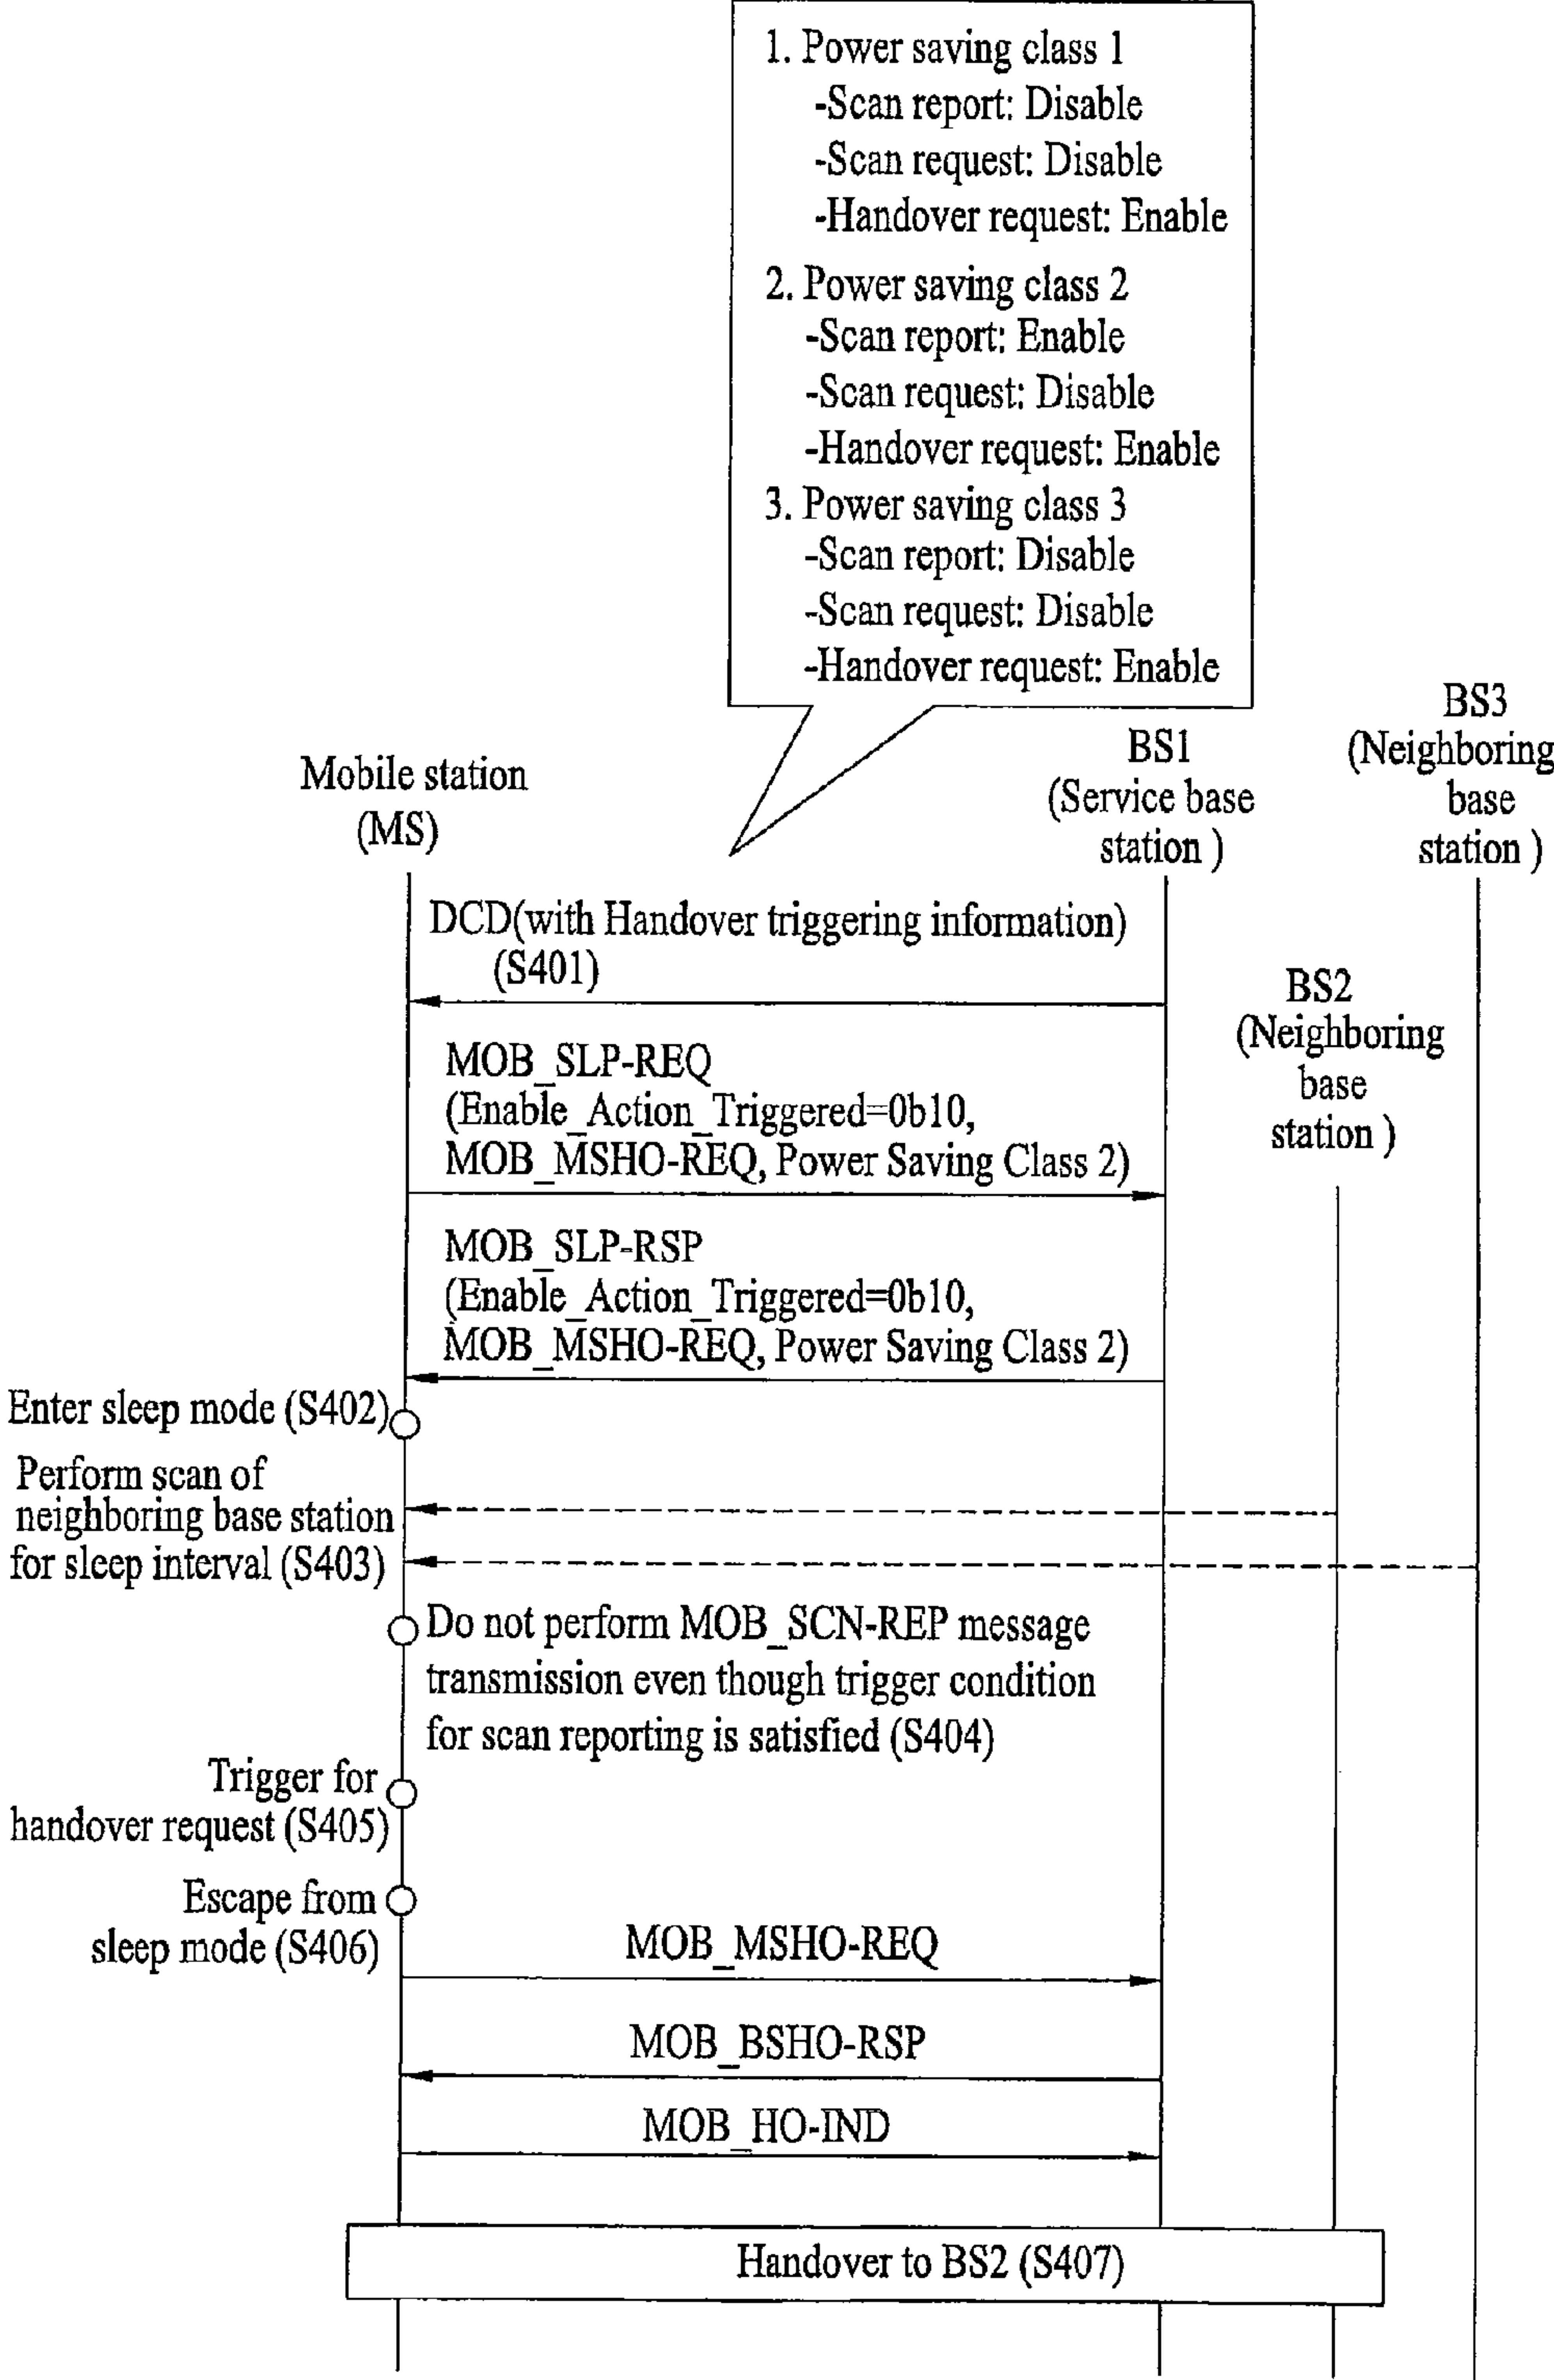 1. Power saving class 1
-Scan report: Disable
-Scan request: Disable
-Handover request: Enable
2. Power saving class 2
-Scan report: Enable
-Scan request: Disable
-Handover request: Enable
3. Power saving class 3
-Scan report: Disable
-Scan request: Disable
-Handover request: Enable
Mobile station
(MS)
BS1
(Service base
station )
BS3
(Neighboring
base
station )
DCD(with Handover triggering information)
(S401)
BS2
(Neighboring
base
station )
MOB_SLP-REQ
(Enable_Action_Triggered=0b10,
MOB_MSHO-REQ, Power Saving Class 2)
MOB_SLP-RSP
(Enable_Action_Triggered=0b10,
MOB_MSHO-REQ, Power Saving Class 2)
Enter sleep mode (S402)
Perform scan of
neighboring base station
for sleep interval (S403)
Do not perform MOB_SCN-REP message
transmission even though trigger condition
for scan reporting is satisfied (S404)
Trigger for
handover request (S405)
Escape from
sleep mode (S406)
MOB_MSHO-REQ
MOB_BSHO-RSP
MOB_HO-IND
Handover to BS2 (S407)